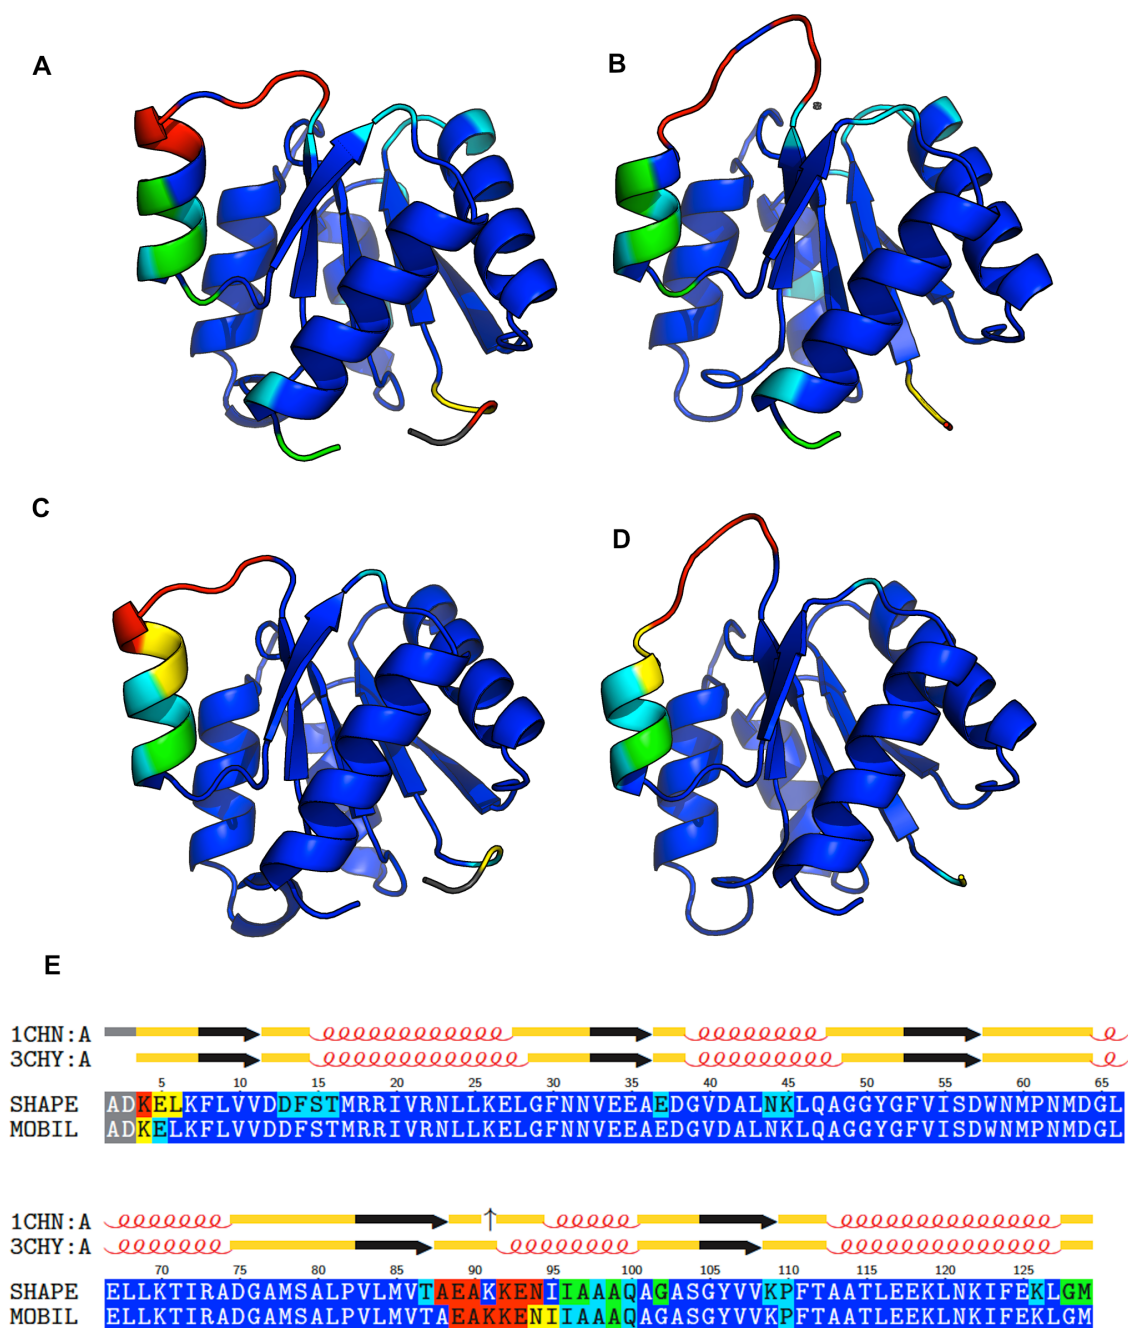 A
B
C
D
E
1CHN:A
3CHY:A
5 10 15 20 25 30 35 40 45 50 55 60 65
SHAPE ADKELKFLVVDDFSTMRRIVRNLLKELGFNNVEEAEDGVDALNKLQAGGYGFVISDWNMPNMDGL
MOBIL ADKELKFLVVDDFSTMRRIVRNLLKELGFNNVEEAEDGVDALNKLQAGGYGFVISDWNMPNMDGL
1CHN:A
3CHY:A
70 75 80 85 90 95 100 105 110 115 120 125
SHAPE ELLKTIRADGAMSALPVLMVTAEAKKENIIAAAQAGASGYVVKPFTAATLEEKLNKIFEKLGM
MOBIL ELLKTIRADGAMSALPVLMVTAEAKKENIIAAAQAGASGYVVKPFTAATLEEKLNKIFEKLGM